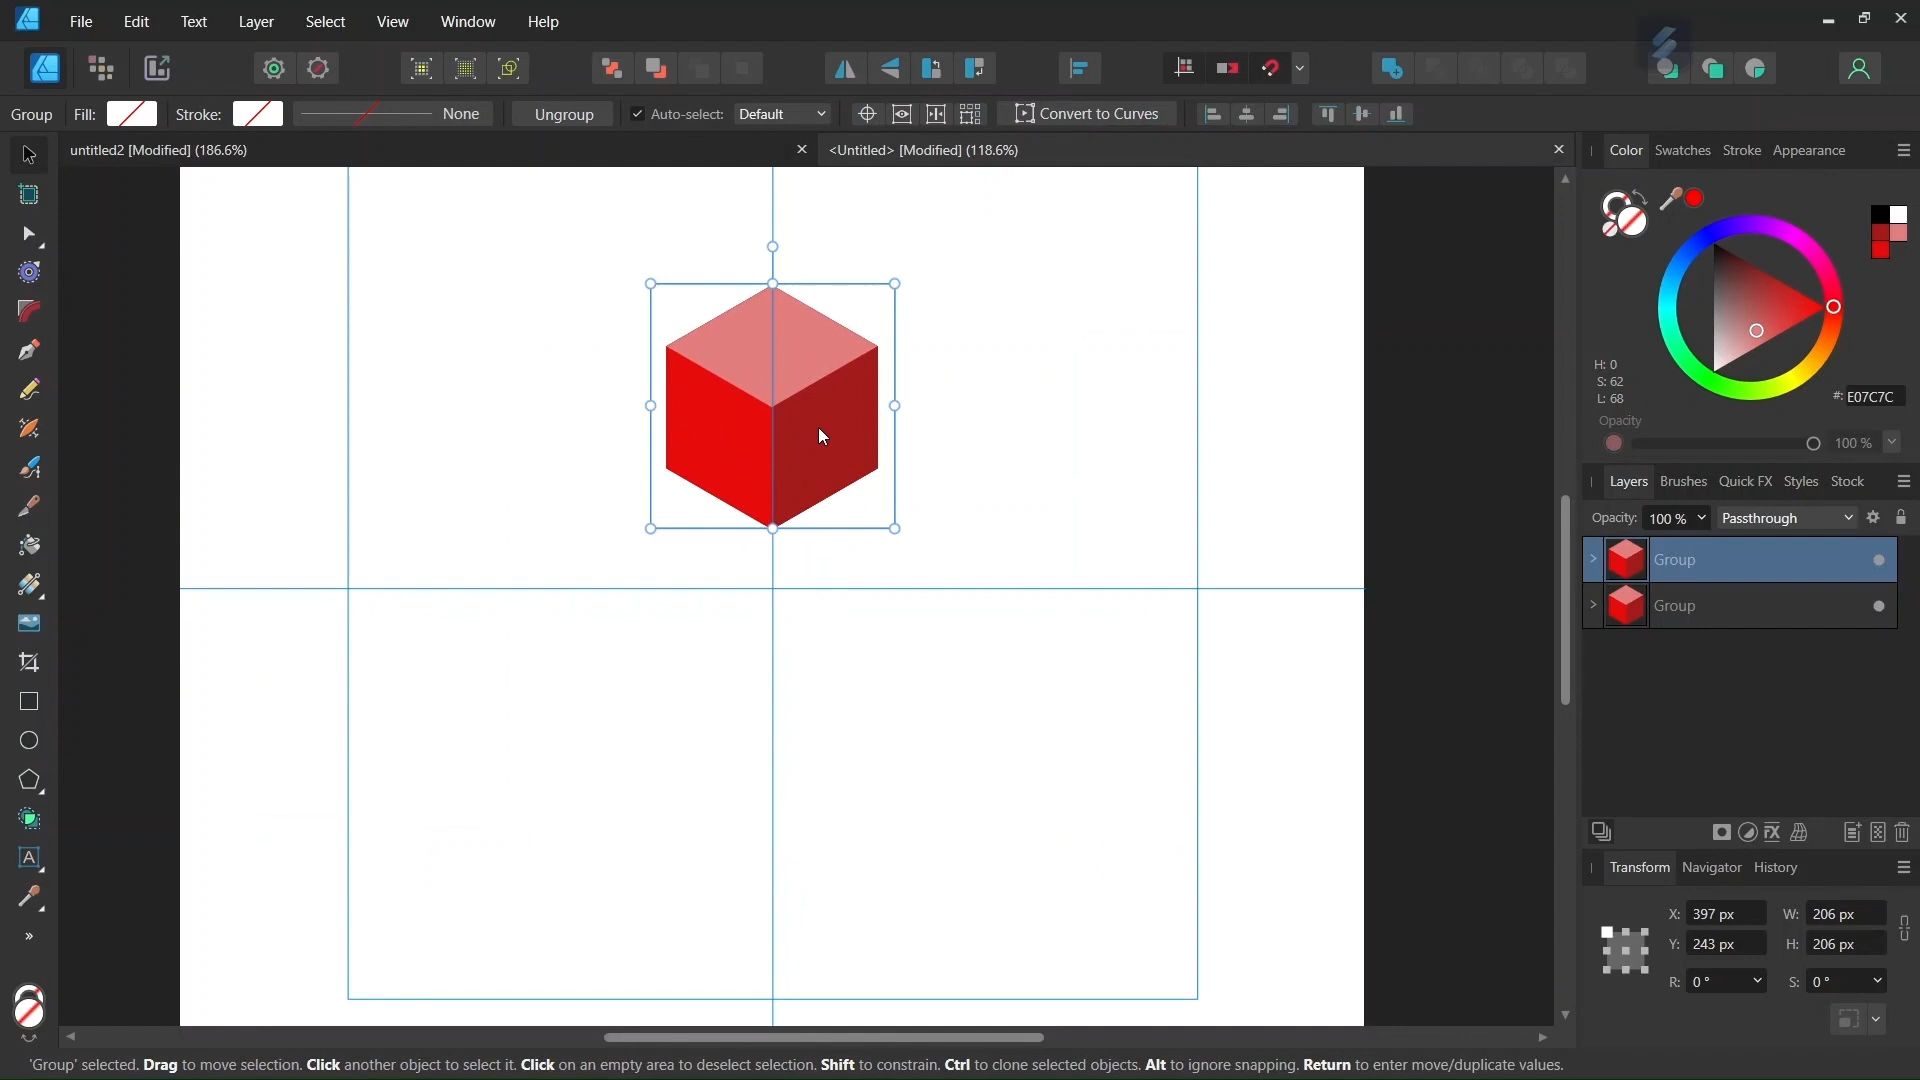 File Edit Text Layer Select View Window Help
Group Fill: Stroke: None Ungroup Auto-select: Default Convert to Curves
untitled2 [Modified] (186.6%) <Untitled> [Modified] (118.6%)
Color Swatches Stroke Appearance
H: 0
S: 62
L: 68
#: E07C7C
Opacity
100 %
Layers Brushes Quick FX Styles Stock
Opacity: 100 % Passthrough
Group
Group
Transform Navigator History
X: 397 px W: 206 px
Y: 243 px H: 206 px
R: 0 ° S: 0 °
'Group' selected. Drag to move selection. Click another object to select it. Click on an empty area to deselect selection. Shift to constrain. Ctrl to clone selected objects. Alt to ignore snapping. Return to enter move/duplicate values.